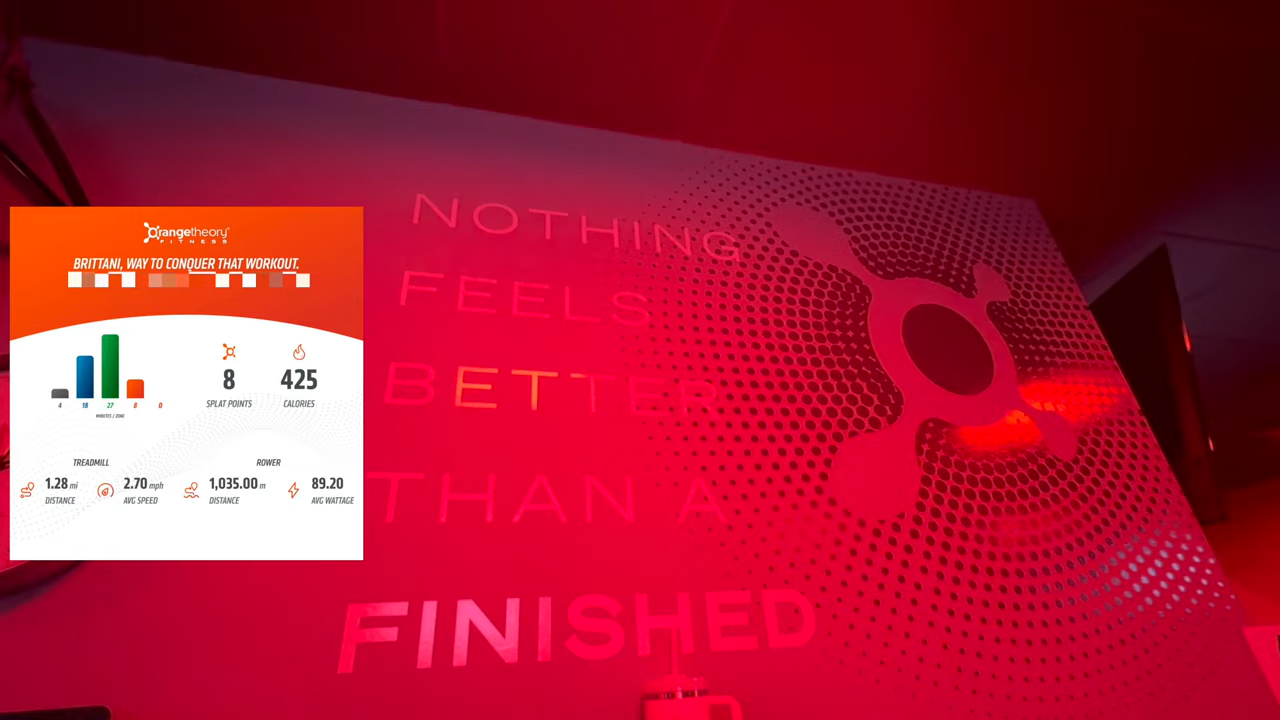 NOTHING
FEELS
BETTER
THAN A
FINISHED
Orangetheory
FITNESS
BRITTANI, WAY TO CONQUER THAT WORKOUT.
4 18 27 8 0
MINUTES / ZONE
8
SPLAT POINTS
425
CALORIES
TREADMILL
1.28 mi
DISTANCE
2.70 mph
AVG SPEED
ROWER
1,035.00 m
DISTANCE
89.20
AVG WATTAGE